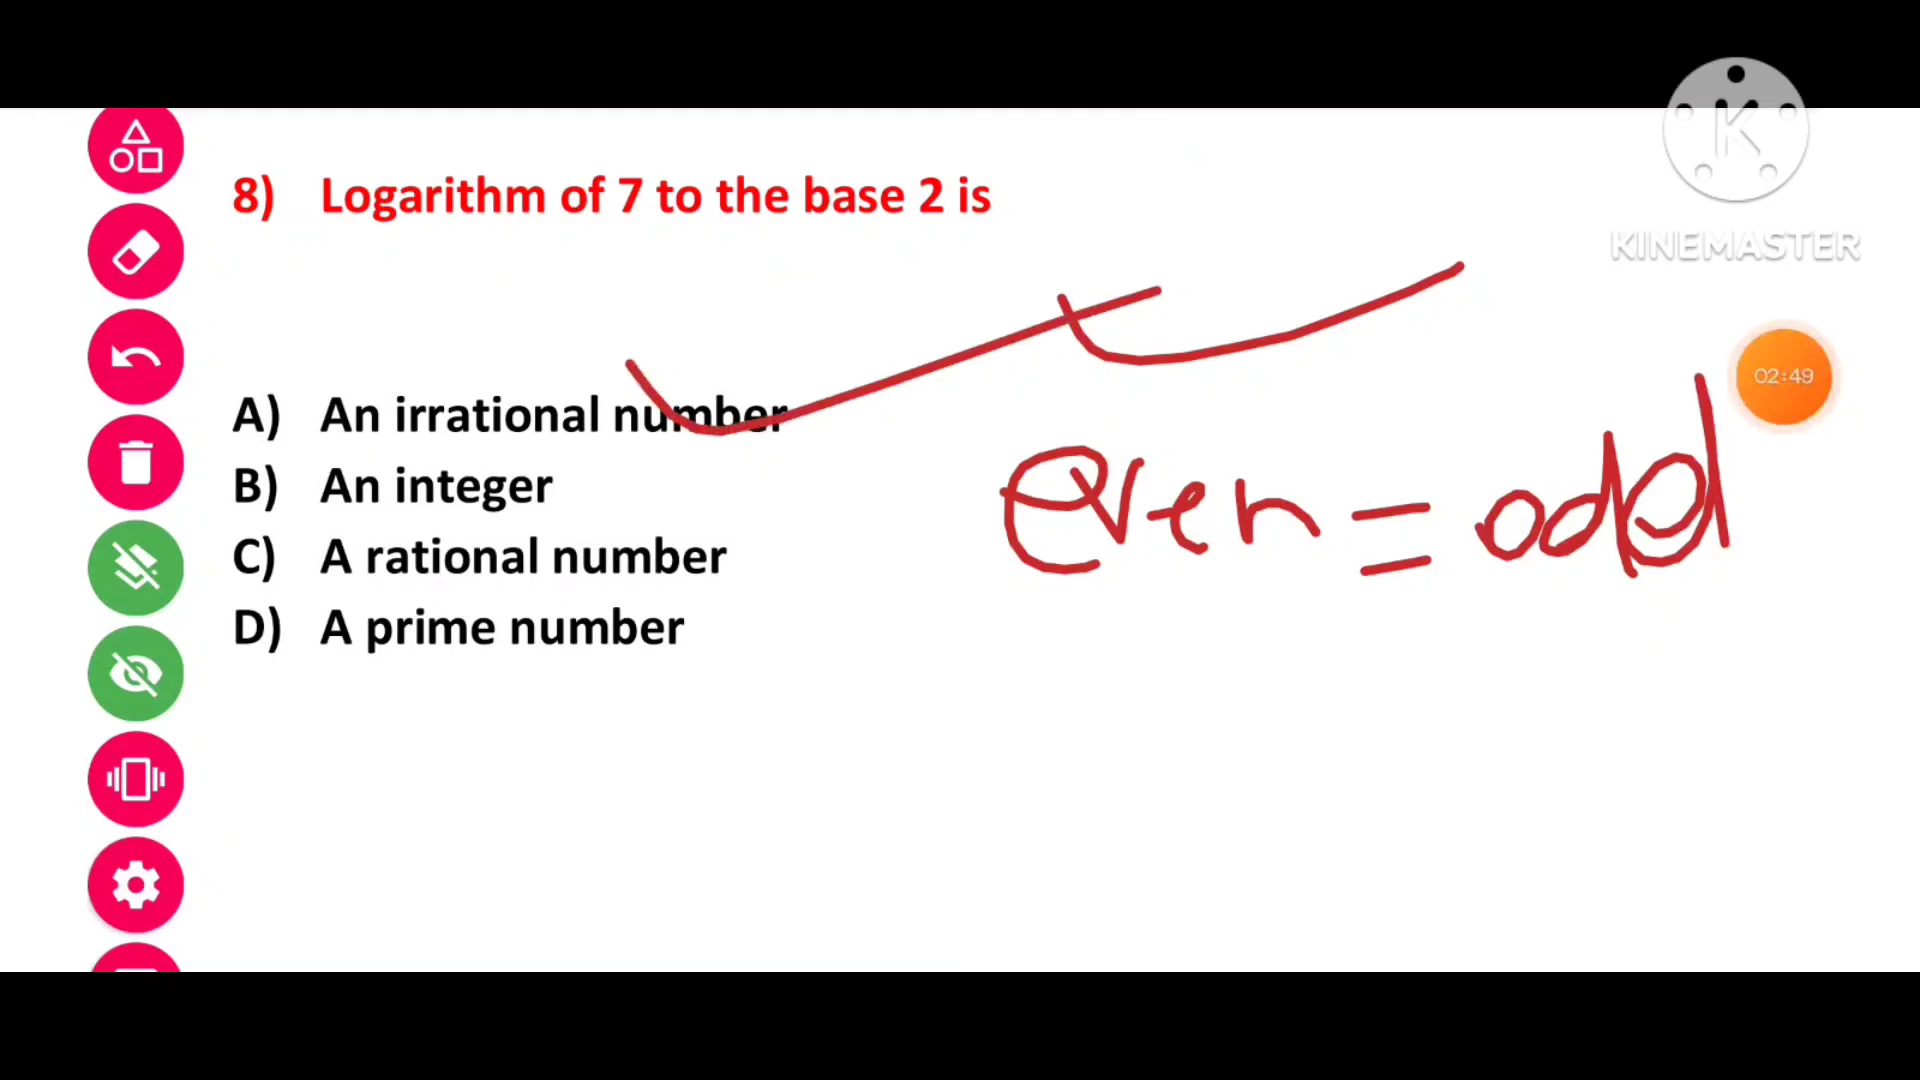 KINEMASTER
8) Logarithm of 7 to the base 2 is
02:49
A) An irrational number
B) An integer
C) A rational number
D) A prime number
even = odd